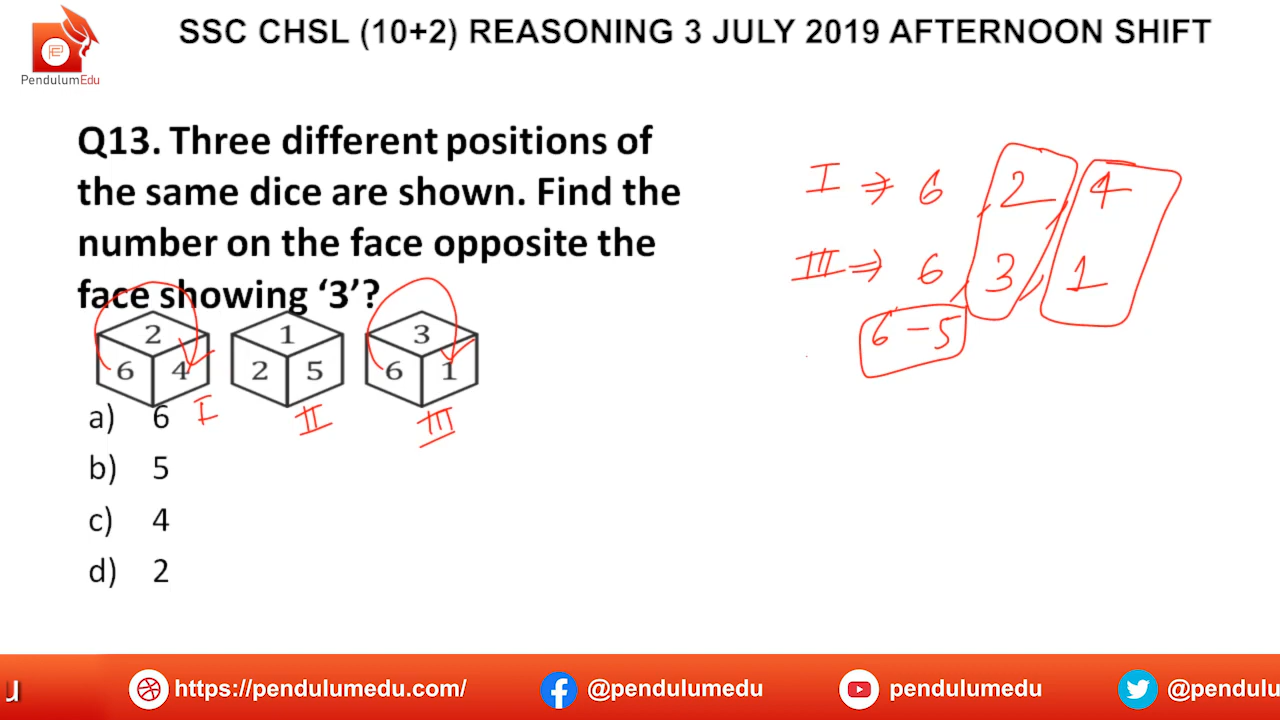 SSC CHSL (10+2) REASONING 3 JULY 2019 AFTERNOON SHIFT
PendulumEdu
Q13. Three different positions of
the same dice are shown. Find the
number on the face opposite the
face showing ‘3’?
2 6 4
1 2 5
3 6 1
I II III
a) 6
b) 5
c) 4
d) 2
I ⇒ 6 2 4
III ⇒ 6 3 1
6 – 5
u
https://pendulumedu.com/
@pendulumedu
pendulumedu
@pendulu